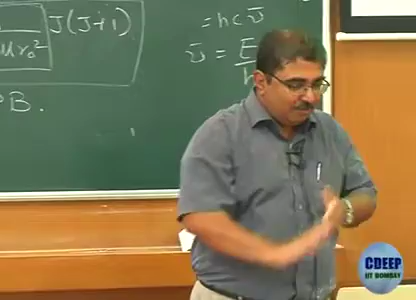 J(J+1)
μr₀²
B.
= hcν̄
ν̄ = E
h
CDEEP
IIT BOMBAY